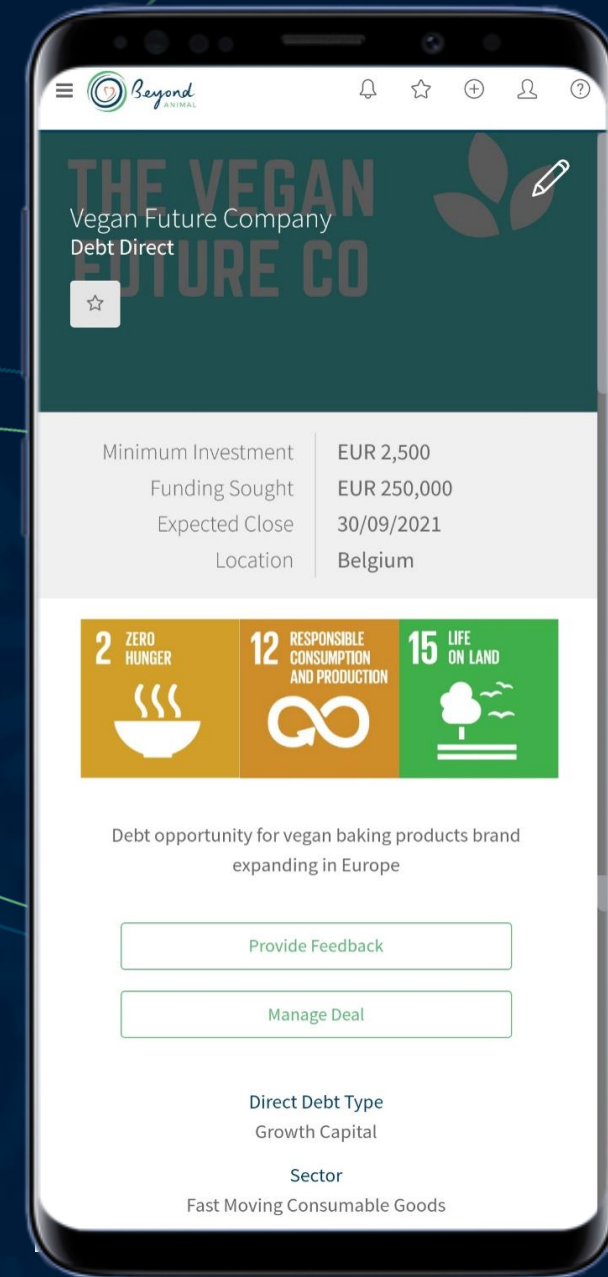 Beyond
ANIMAL
THE VEGAN
FUTURE CO
Vegan Future Company
Debt Direct
Minimum Investment EUR 2,500
Funding Sought EUR 250,000
Expected Close 30/09/2021
Location Belgium
2 ZERO
HUNGER
12 RESPONSIBLE
CONSUMPTION
AND PRODUCTION
15 LIFE
ON LAND
Debt opportunity for vegan baking products brand
expanding in Europe
Provide Feedback
Manage Deal
Direct Debt Type
Growth Capital
Sector
Fast Moving Consumable Goods